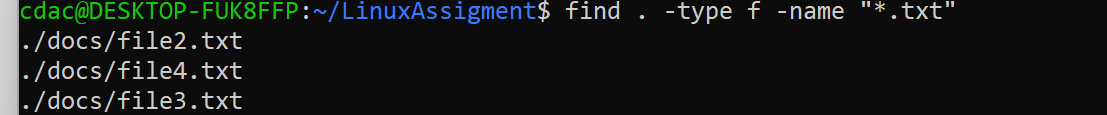 cdac@DESKTOP-FUK8FFP:~/LinuxAssigment$ find . -type f -name "*.txt"
./docs/file2.txt
./docs/file4.txt
./docs/file3.txt